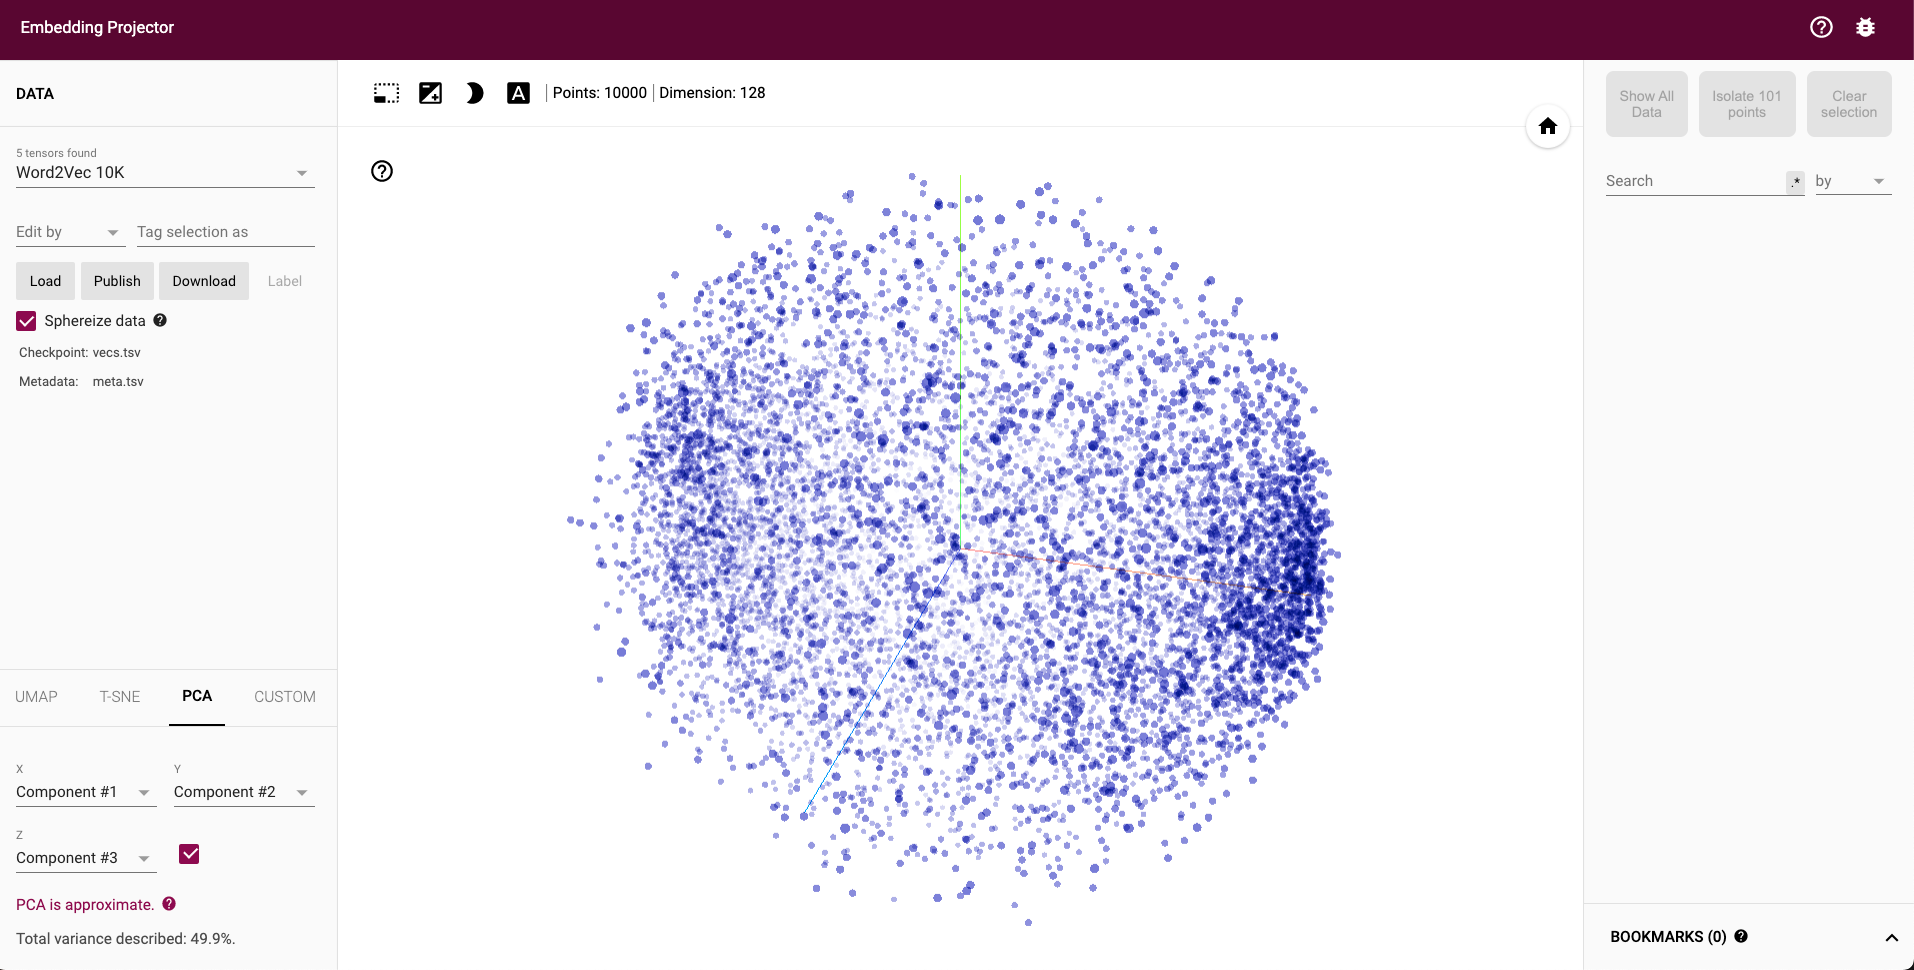 Embedding Projector
DATA
Points: 10000 | Dimension: 128
5 tensors found
Word2Vec 10K
Edit by
Tag selection as
Load
Publish
Download
Label
Sphereize data
Checkpoint: vecs.tsv
Metadata: meta.tsv
UMAP
T-SNE
PCA
CUSTOM
X
Component #1
Y
Component #2
Z
Component #3
PCA is approximate.
Total variance described: 49.9%.
Show All
Data
Isolate 101
points
Clear
selection
Search
.*
by
BOOKMARKS (0)